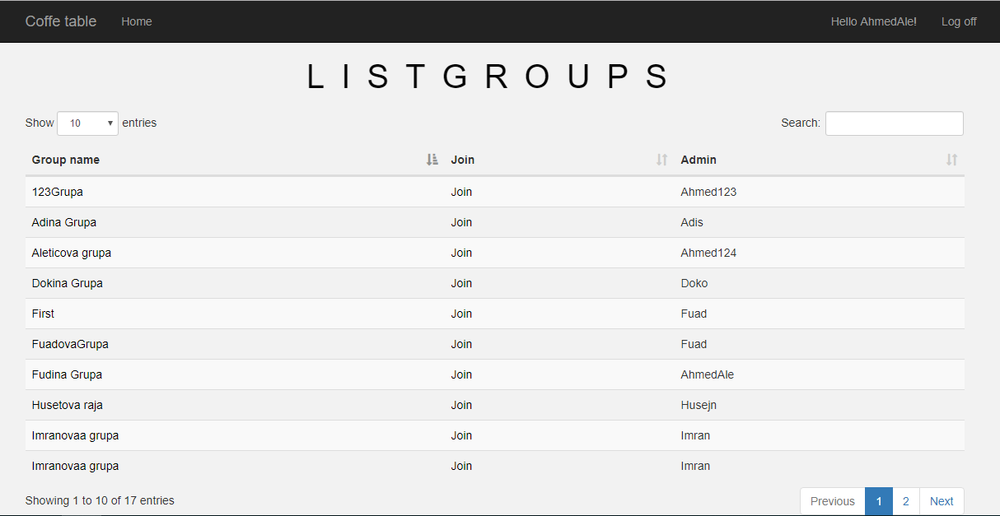 Coffe table Home Hello AhmedAle! Log off
L I S T G R O U P S
Show 10 entries Search:
Group name Join Admin
123Grupa Join Ahmed123
Adina Grupa Join Adis
Aleticova grupa Join Ahmed124
Dokina Grupa Join Doko
First Join Fuad
FuadovaGrupa Join Fuad
Fudina Grupa Join AhmedAle
Husetova raja Join Husejn
Imranovaa grupa Join Imran
Imranovaa grupa Join Imran
Showing 1 to 10 of 17 entries Previous 1 2 Next